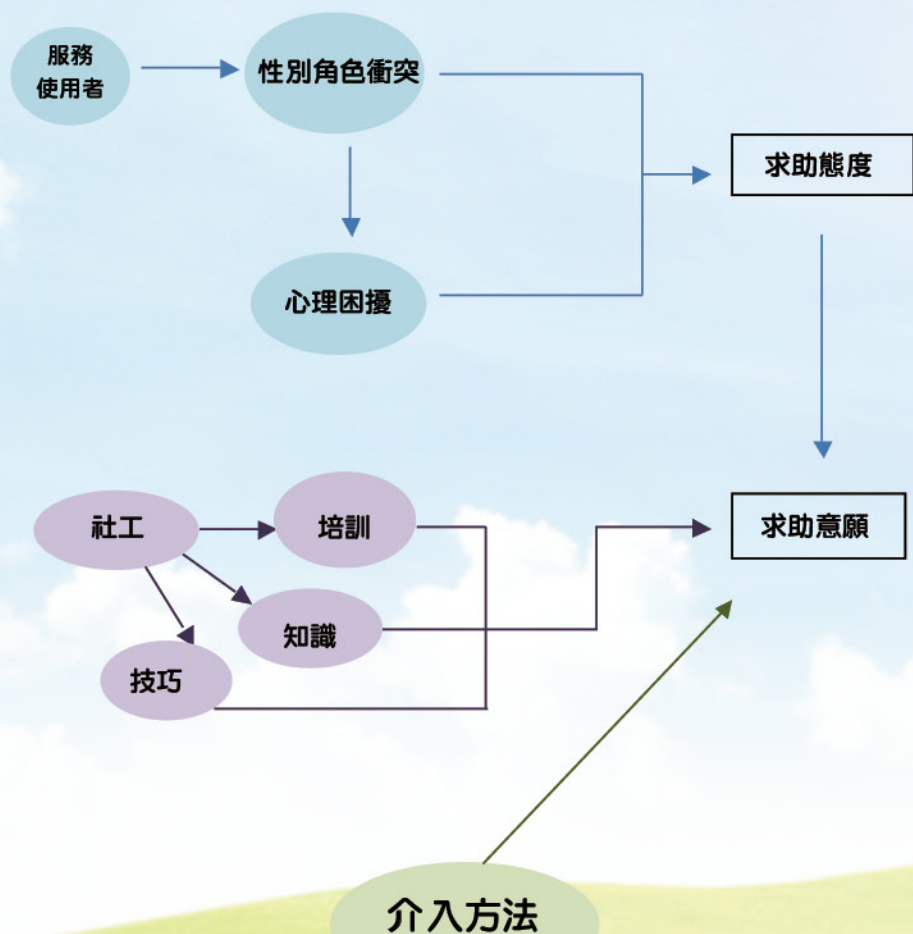 服務
使用者
性別角色衝突
求助態度
心理困擾
社工
培訓
求助意願
知識
技巧
介入方法